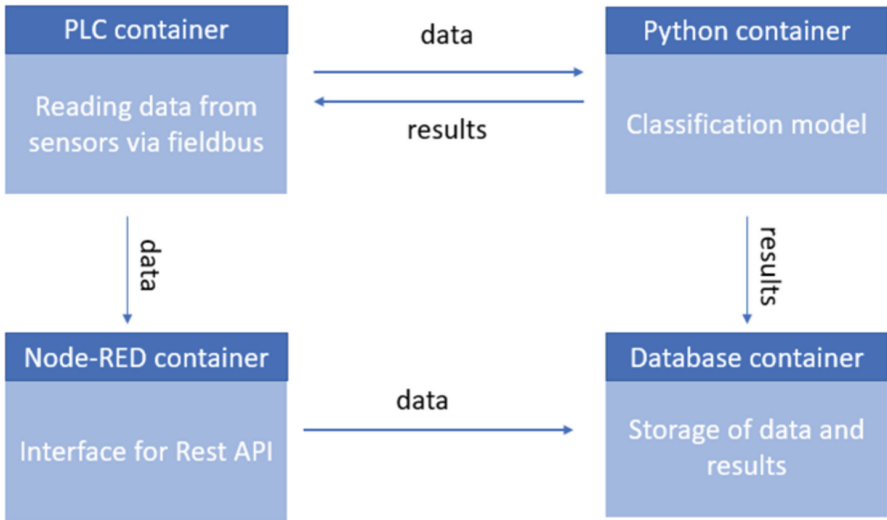 PLC container
data
Python container
Reading data from
sensors via fieldbus
results
Classification model
data
results
Node-RED container
data
Database container
Interface for Rest API
Storage of data and
results